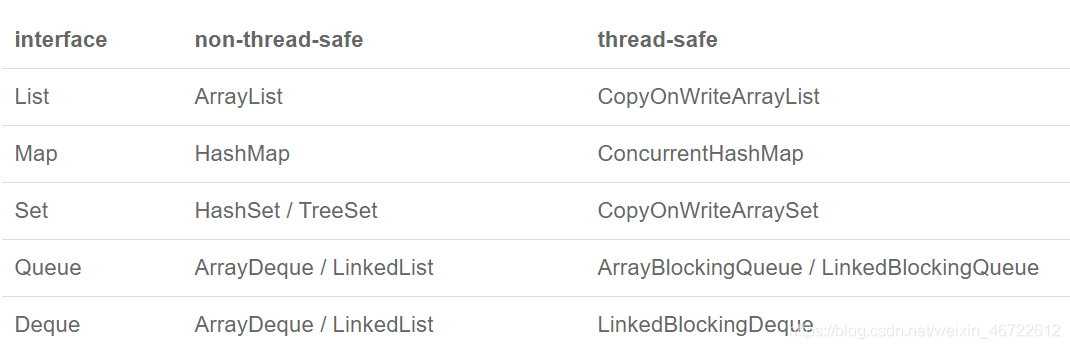 interface non-thread-safe thread-safe
List ArrayList CopyOnWriteArrayList
Map HashMap ConcurrentHashMap
Set HashSet / TreeSet CopyOnWriteArraySet
Queue ArrayDeque / LinkedList ArrayBlockingQueue / LinkedBlockingQueue
Deque ArrayDeque / LinkedList LinkedBlockingDeque
https://blog.csdn.net/weixin_46722612